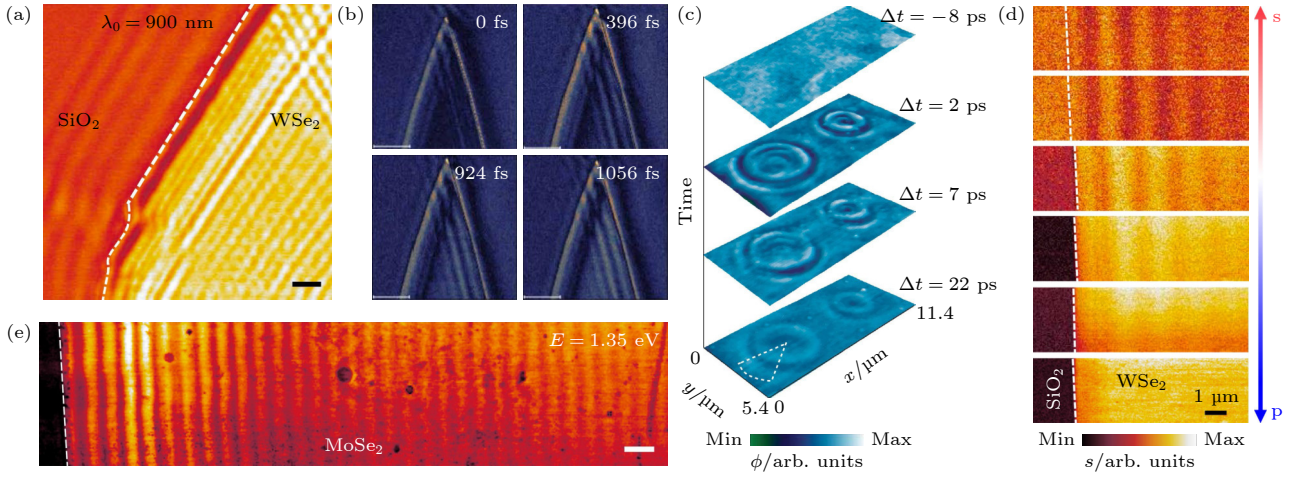 (a)
λ₀ = 900 nm
SiO₂
WSe₂
(b)
0 fs
396 fs
924 fs
1056 fs
(c)
Δt = −8 ps
Δt = 2 ps
Δt = 7 ps
Δt = 22 ps
Time
11.4
0
x/μm
y/μm
5.4 0
Min Max
ϕ/arb. units
(d)
s
SiO₂
WSe₂
1 μm
p
Min Max
s/arb. units
(e)
E = 1.35 eV
MoSe₂